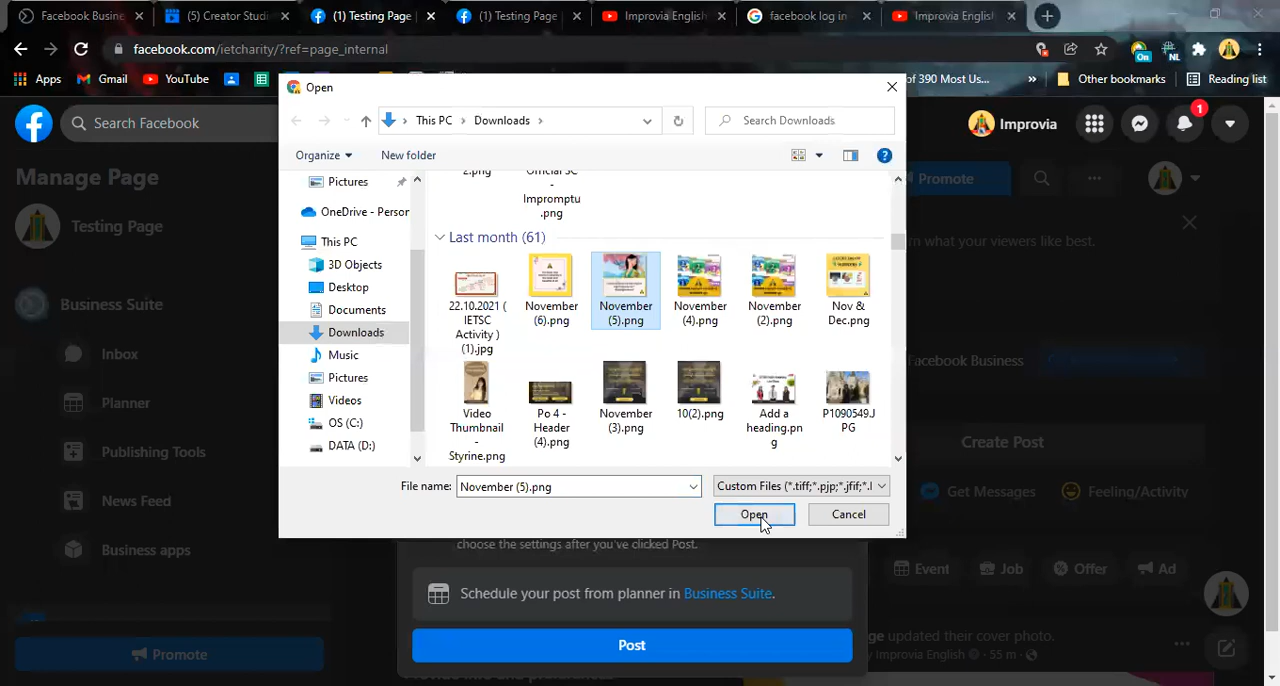 Facebook Busine
(5) Creator Studi
(1) Testing Page
(1) Testing Page
Improvia English
facebook log in
Improvia English
facebook.com/ietcharity/?ref=page_internal
On
NL
Apps
Gmail
YouTube
of 390 Most Us...
»
Other bookmarks
Reading list
Search Facebook
Improvia
1
Manage Page
Testing Page
Business Suite
Inbox
Planner
Publishing Tools
News Feed
Business apps
Promote
Open
This PC
Downloads
Search Downloads
Organize
New folder
Pictures
OneDrive - Person
This PC
3D Objects
Desktop
Documents
Downloads
Music
Pictures
Videos
OS (C:)
DATA (D:)
2.png
Official SC
-
Impromptu
.png
Last month (61)
22.10.2021 (
IETSC
Activity )
(1).jpg
November
(6).png
November
(5).png
November
(4).png
November
(2).png
Nov &
Dec.png
Video
Thumbnail
-
Styrine.png
Po 4 -
Header
(4).png
November
(3).png
10(2).png
Add a
heading.pn
g
P1090549.J
PG
File name:
November (5).png
Custom Files (*.tiff;*.pjp;*.jfif;*.l
Open
Cancel
choose the settings after you've clicked Post.
Schedule your post from planner in Business Suite.
Post
Promote
n what your viewers like best.
acebook Business
Create Post
Get Messages
Feeling/Activity
Event
Job
Offer
Ad
ge updated their cover photo.
y Improvia English
· 55 m ·